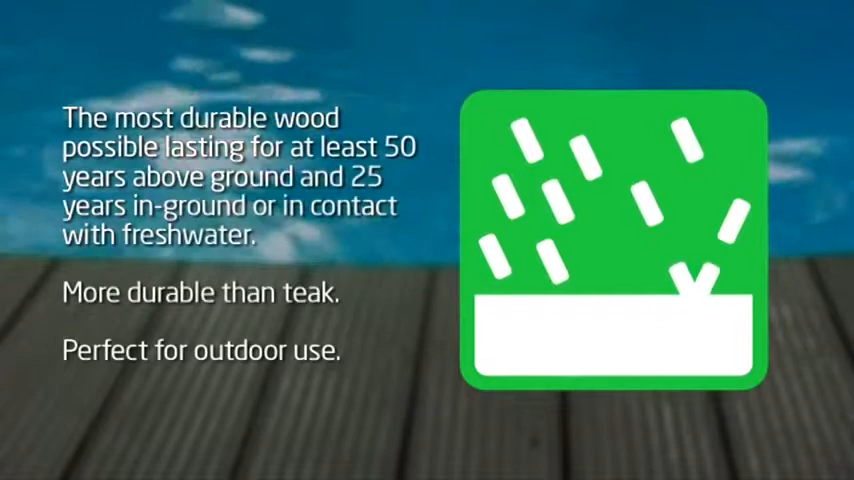 The most durable wood
possible lasting for at least 50
years above ground and 25
years in-ground or in contact
with freshwater.
More durable than teak.
Perfect for outdoor use.